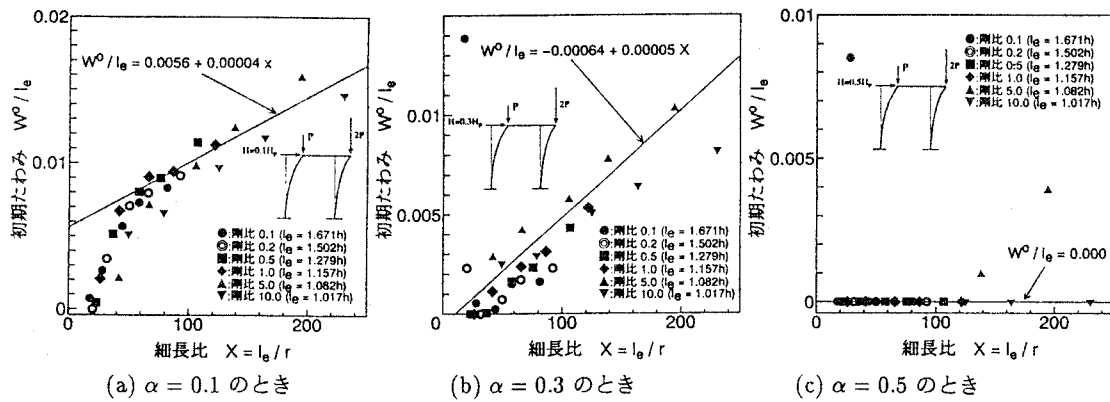 0.02
0.01
0
初期たわみ W⁰/lₑ
W⁰/lₑ = 0.0056 + 0.00004 x
H=0.1Hₚ
P
2P
●:剛比 0.1 (lₑ = 1.671h)
◎:剛比 0.2 (lₑ = 1.502h)
■:剛比 0.5 (lₑ = 1.279h)
◆:剛比 1.0 (lₑ = 1.157h)
▲:剛比 5.0 (lₑ = 1.082h)
▼:剛比 10.0 (lₑ = 1.017h)
0 100 200
細長比 X = lₑ/r
(a) α = 0.1 のとき
0.01
0.005
0
初期たわみ W⁰/lₑ
W⁰/lₑ = −0.00064 + 0.00005 X
P
2P
●:剛比 0.1 (lₑ = 1.671h)
◎:剛比 0.2 (lₑ = 1.502h)
■:剛比 0.5 (lₑ = 1.279h)
◆:剛比 1.0 (lₑ = 1.157h)
▲:剛比 5.0 (lₑ = 1.082h)
▼:剛比 10.0 (lₑ = 1.017h)
0 100 200
細長比 X = lₑ/r
(b) α = 0.3 のとき
0.01
0.005
0
初期たわみ W⁰/lₑ
P
2P
●:剛比 0.1 (lₑ = 1.671h)
◎:剛比 0.2 (lₑ = 1.502h)
■:剛比 0.5 (lₑ = 1.279h)
◆:剛比 1.0 (lₑ = 1.157h)
▲:剛比 5.0 (lₑ = 1.082h)
▼:剛比 10.0 (lₑ = 1.017h)
W⁰/lₑ = 0.000
0 100 200
細長比 X = lₑ/r
(c) α = 0.5 のとき